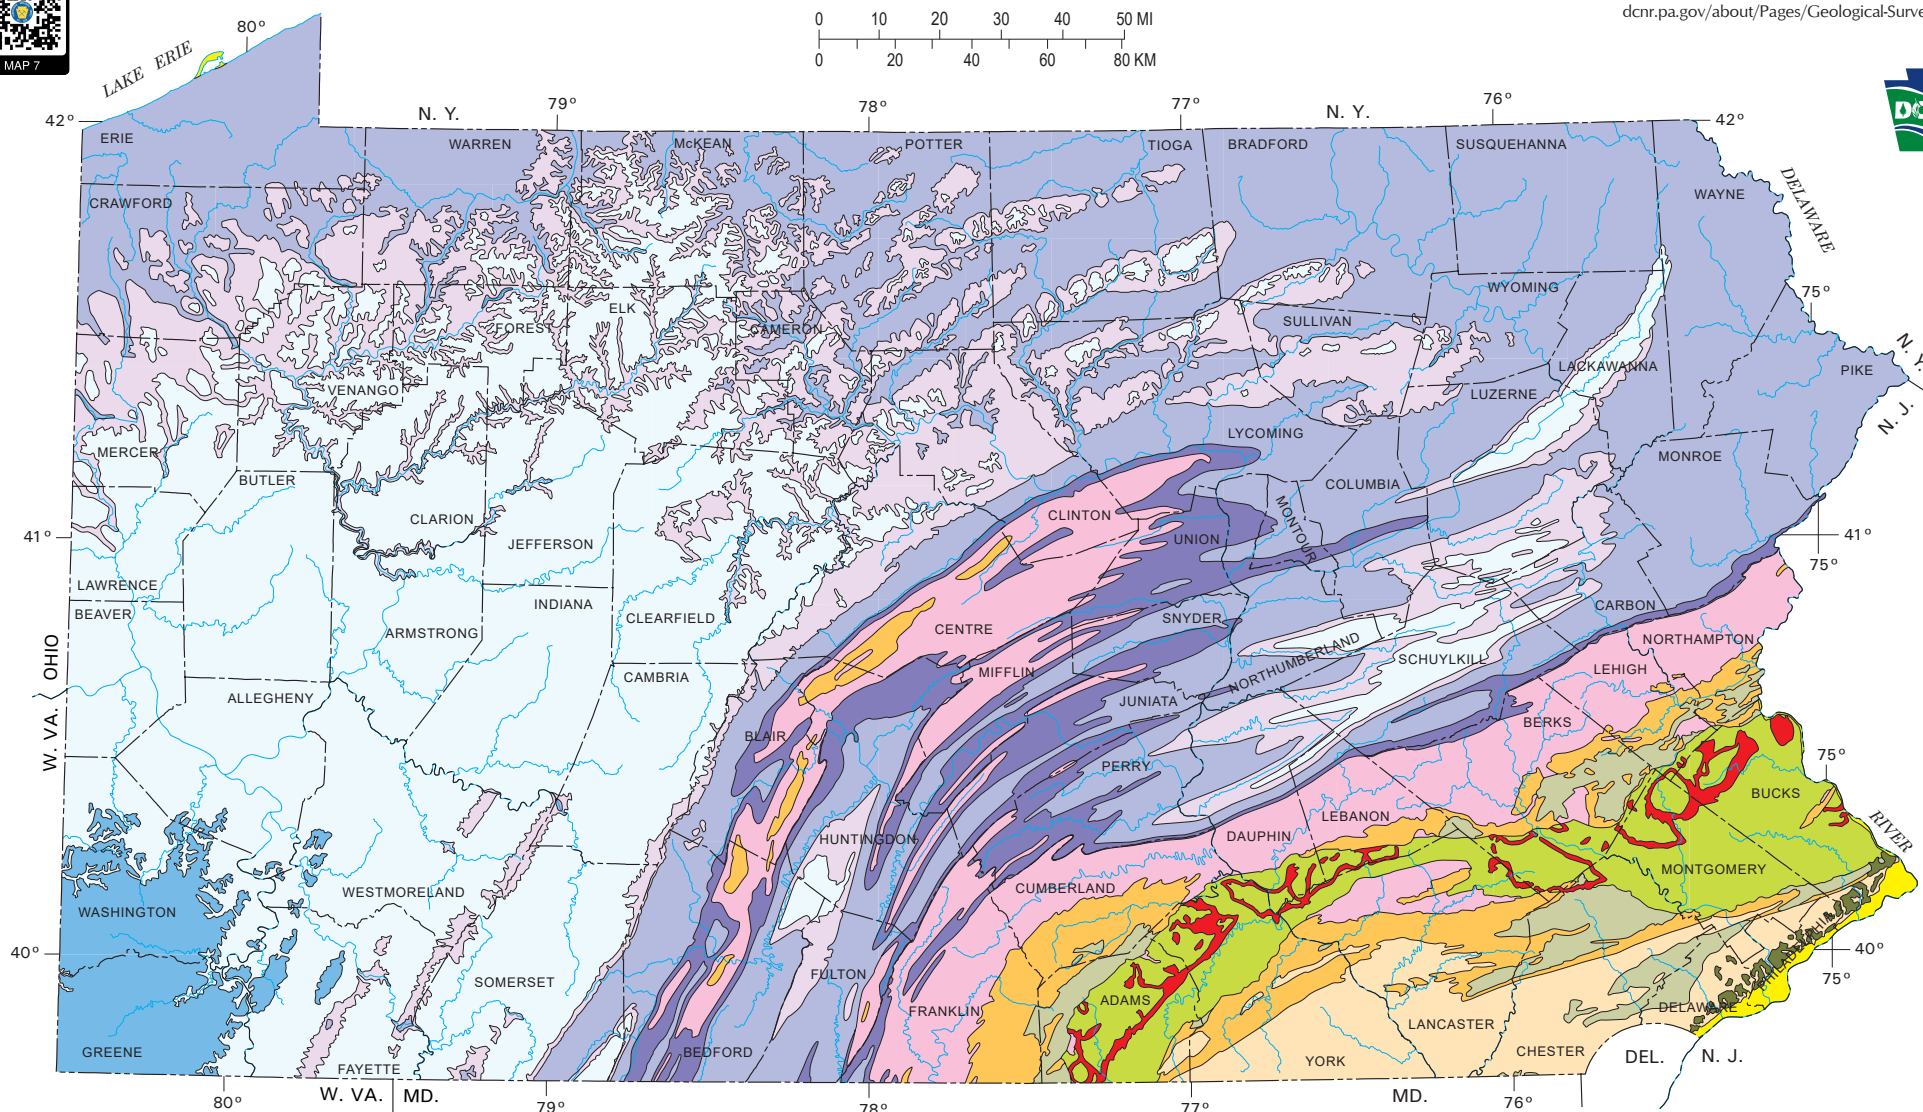 dcnr.pa.gov/about/Pages/Geological-Surve
MAP 7
0 10 20 30 40 50 MI
0 20 40 60 80 KM
80°
LAKE ERIE
79°
N. Y.
78°
77°
N. Y.
76°
42°
42°
ERIE
WARREN
McKEAN
POTTER
TIOGA
BRADFORD
SUSQUEHANNA
WAYNE
DELAWARE
CRAWFORD
75°
WYOMING
FOREST
ELK
CAMERON
SULLIVAN
N. Y.
N. J.
VENANGO
LACKAWANNA
PIKE
LUZERNE
LYCOMING
MERCER
MONROE
BUTLER
COLUMBIA
CLARION
CLINTON
MONTOUR
UNION
41°
41°
75°
JEFFERSON
LAWRENCE
BEAVER
INDIANA
CLEARFIELD
ARMSTRONG
CENTRE
SNYDER
CARBON
NORTHAMPTON
OHIO
W. VA.
NORTHUMBERLAND
SCHUYLKILL
LEHIGH
MIFFLIN
CAMBRIA
ALLEGHENY
JUNIATA
BERKS
BLAIR
PERRY
75°
BUCKS
RIVER
HUNTINGDON
LEBANON
DAUPHIN
MONTGOMERY
CUMBERLAND
WESTMORELAND
WASHINGTON
PHILADELPHIA
40°
40°
75°
FULTON
SOMERSET
ADAMS
FRANKLIN
DELAWARE
LANCASTER
GREENE
BEDFORD
CHESTER
YORK
DEL.
N. J.
FAYETTE
W. VA.
MD.
MD.
80°
79°
78°
77°
76°